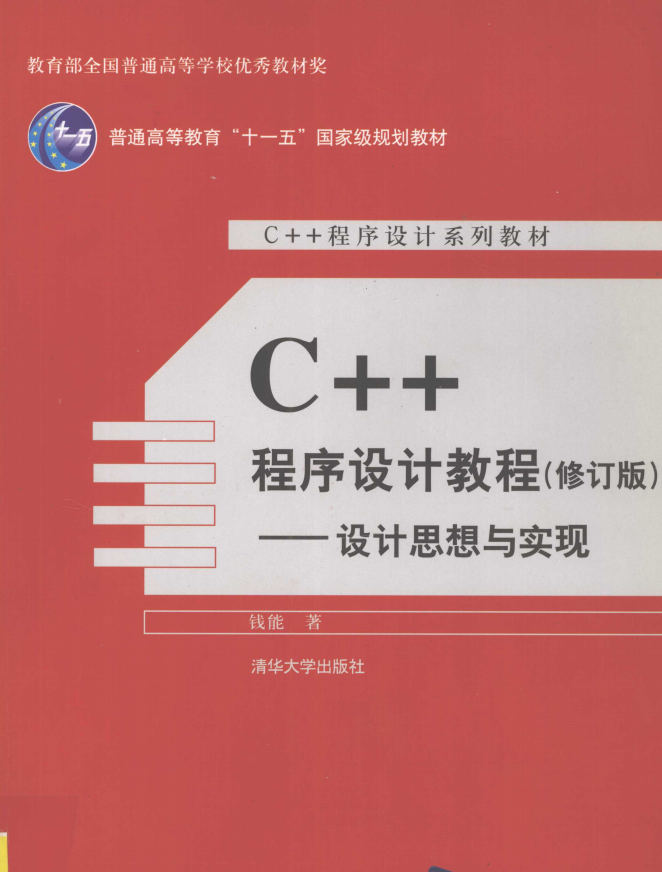 教育部全国普通高等学校优秀教材奖
十一五
普通高等教育“十一五”国家级规划教材
C++程序设计系列教材
C++
程序设计教程(修订版)
——设计思想与实现
钱能 著
清华大学出版社